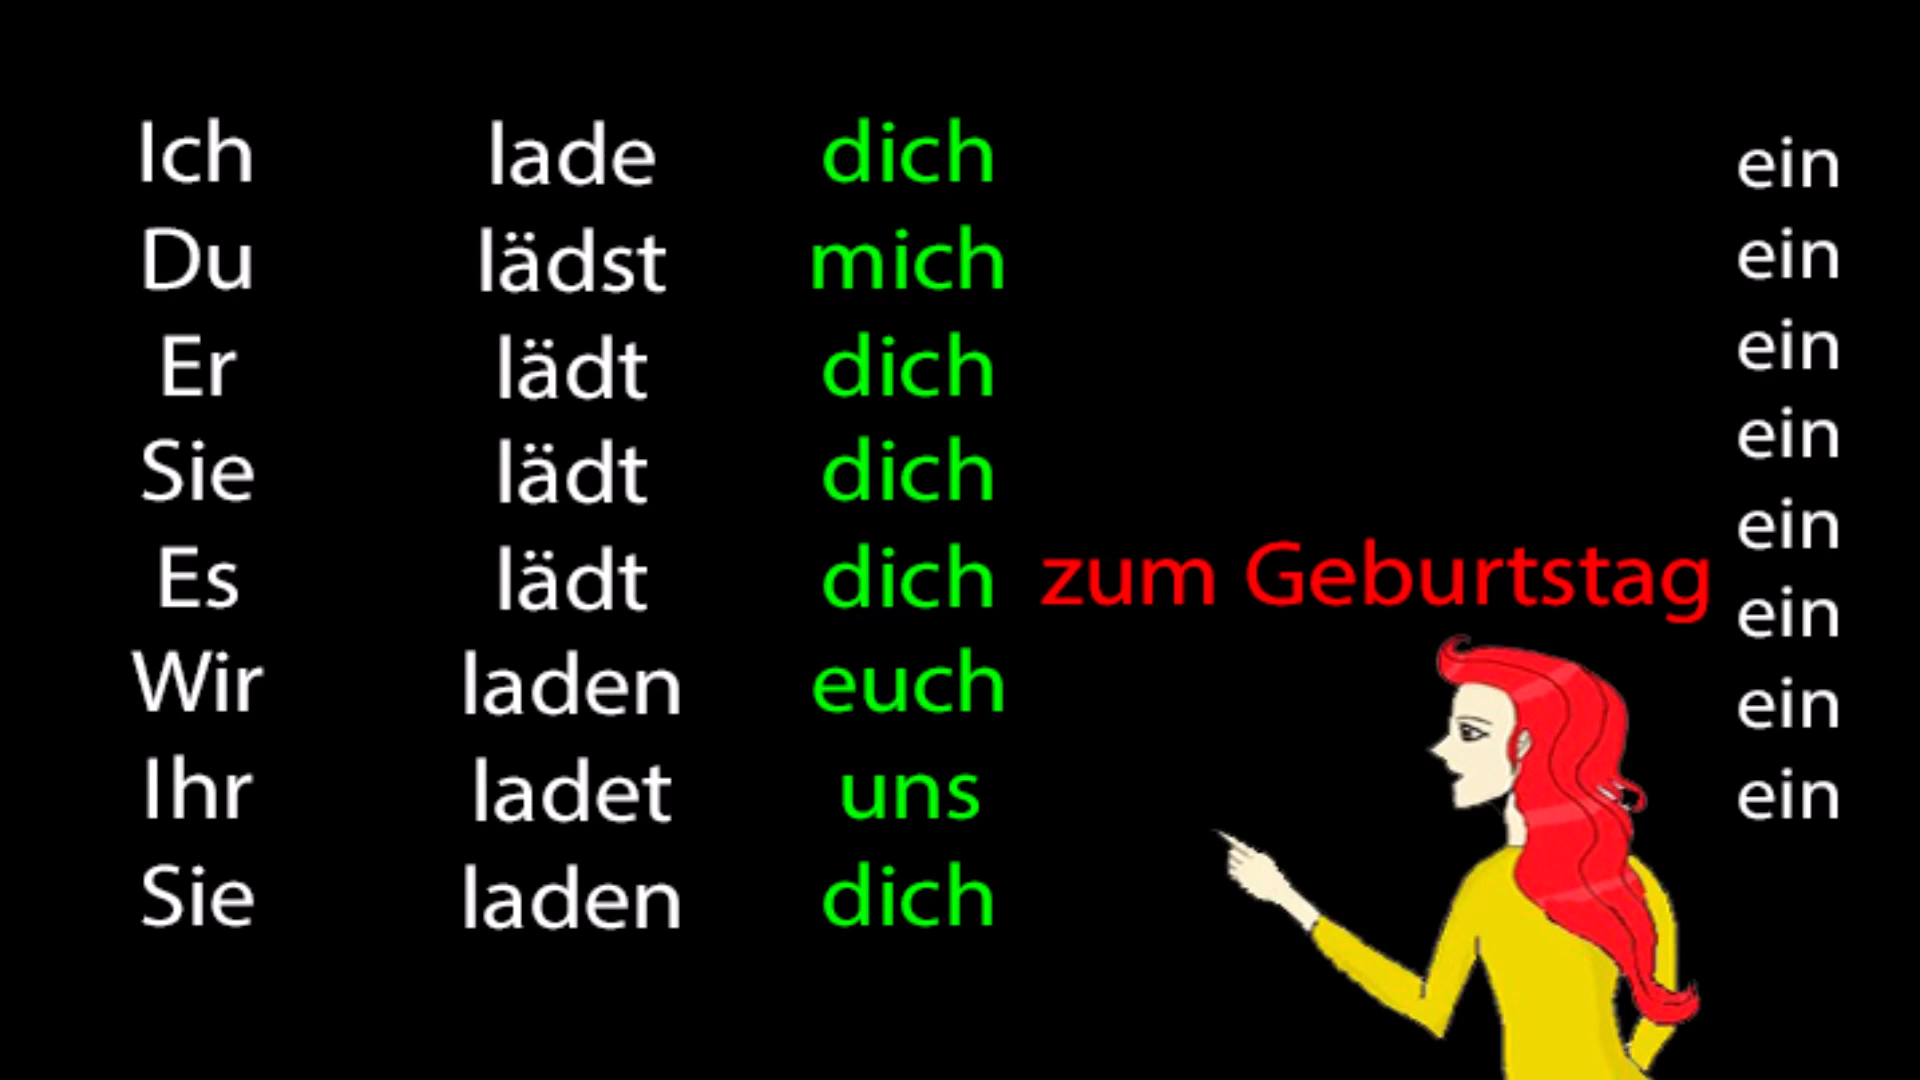 Ich lade dich ein
Du lädst mich ein
Er lädt dich ein
Sie lädt dich ein
Es lädt dich zum Geburtstag ein
Wir laden euch ein
Ihr ladet uns ein
Sie laden dich ein